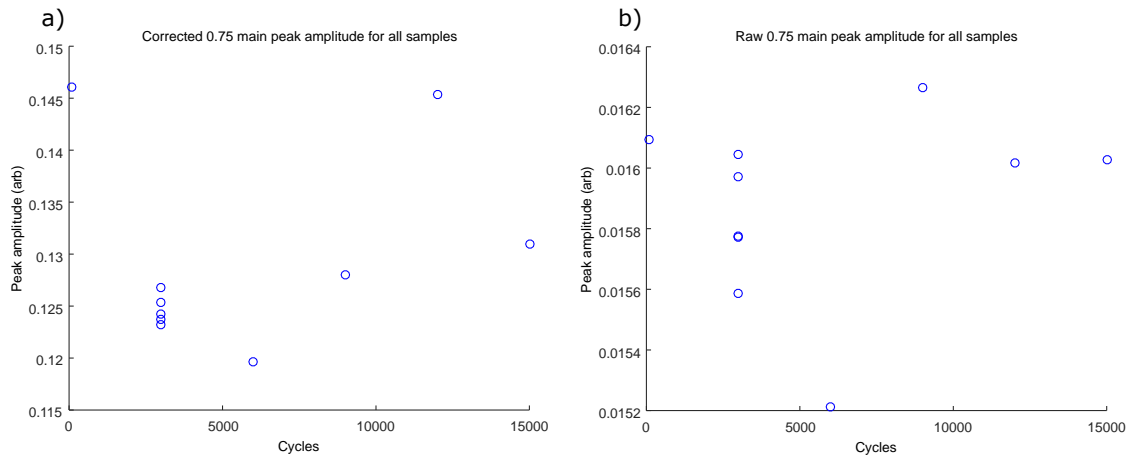 a)
Corrected 0.75 main peak amplitude for all samples
0.15
0.145
0.14
0.135
0.13
0.125
0.12
0.115
Peak amplitude (arb)
0 5000 10000 15000
Cycles
b)
Raw 0.75 main peak amplitude for all samples
0.0164
0.0162
0.016
0.0158
0.0156
0.0154
0.0152
Peak amplitude (arb)
0 5000 10000 15000
Cycles